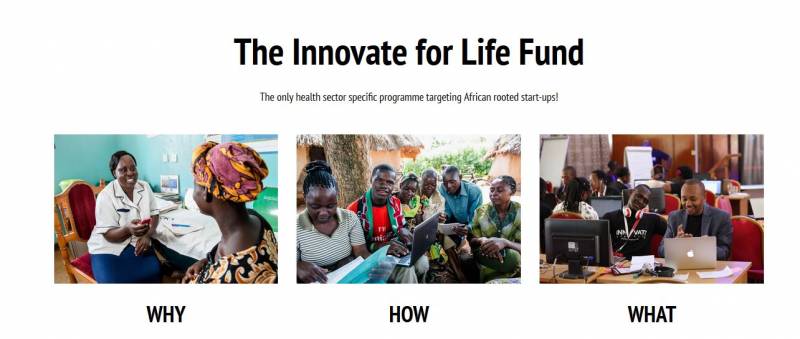 The Innovate for Life Fund
The only health sector specific programme targeting African rooted start-ups!
WHY
HOW
WHAT